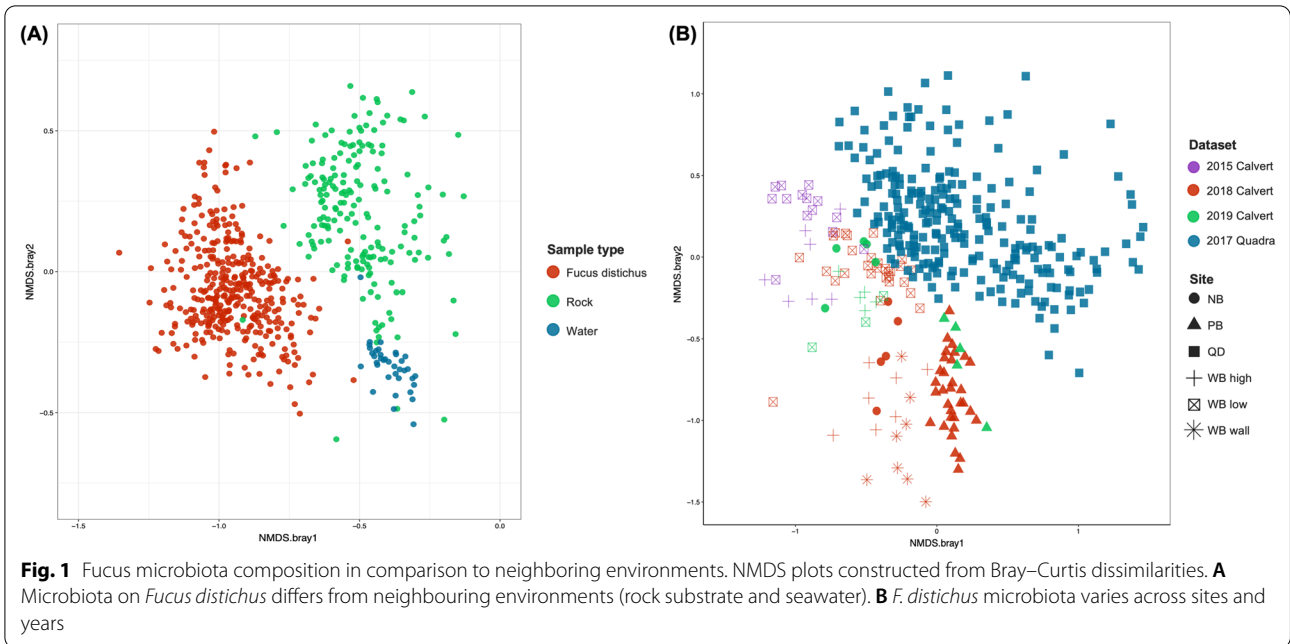 (A)
0.5
0.0
−0.5
NMDS.bray2
−1.5
−1.0
−0.5
0.0
NMDS.bray1
Sample type
Fucus distichus
Rock
Water
(B)
1.0
0.5
0.0
−0.5
−1.0
−1.5
NMDS.bray2
−1
0
1
NMDS.bray1
Dataset
2015 Calvert
2018 Calvert
2019 Calvert
2017 Quadra
Site
NB
PB
QD
WB high
WB low
WB wall
Fig. 1 Fucus microbiota composition in comparison to neighboring environments. NMDS plots constructed from Bray–Curtis dissimilarities. A
Microbiota on Fucus distichus differs from neighbouring environments (rock substrate and seawater). B F. distichus microbiota varies across sites and
years